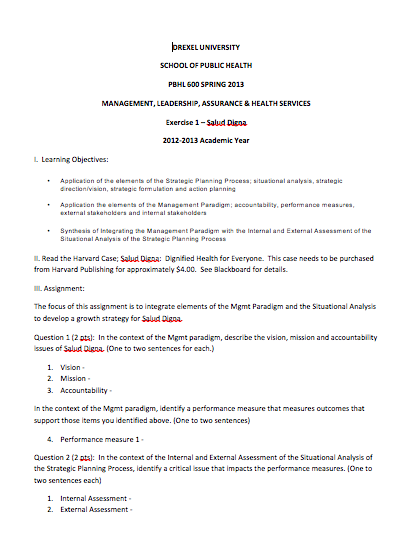 DREXEL UNIVERSITY
SCHOOL OF PUBLIC HEALTH
PBHL 600 SPRING 2013
MANAGEMENT, LEADERSHIP, ASSURANCE & HEALTH SERVICES
Exercise 1 – Salud Digna
2012-2013 Academic Year
I. Learning Objectives:
• Application of the elements of the Strategic Planning Process; situational analysis, strategic
direction/vision, strategic formulation and action planning
• Application the elements of the Management Paradigm; accountability, performance measures,
external stakeholders and internal stakeholders
• Synthesis of Integrating the Management Paradigm with the Internal and External Assessment of the
Situational Analysis of the Strategic Planning Process
II. Read the Harvard Case; Salud Digna: Dignified Health for Everyone. This case needs to be purchased
from Harvard Publishing for approximately $4.00. See Blackboard for details.
III. Assignment:
The focus of this assignment is to integrate elements of the Mgmt Paradigm and the Situational Analysis
to develop a growth strategy for Salud Digna.
Question 1 (2 pts): In the context of the Mgmt paradigm, describe the vision, mission and accountability
issues of Salud Digna. (One to two sentences for each.)
1. Vision -
2. Mission -
3. Accountability -
In the context of the Mgmt paradigm, identify a performance measure that measures outcomes that
support those items you identified above. (One to two sentences)
4. Performance measure 1 -
Question 2 (2 pts): In the context of the Internal and External Assessment of the Situational Analysis of
the Strategic Planning Process, identify a critical issue that impacts the performance measures. (One to
two sentences each)
1. Internal Assessment -
2. External Assessment -